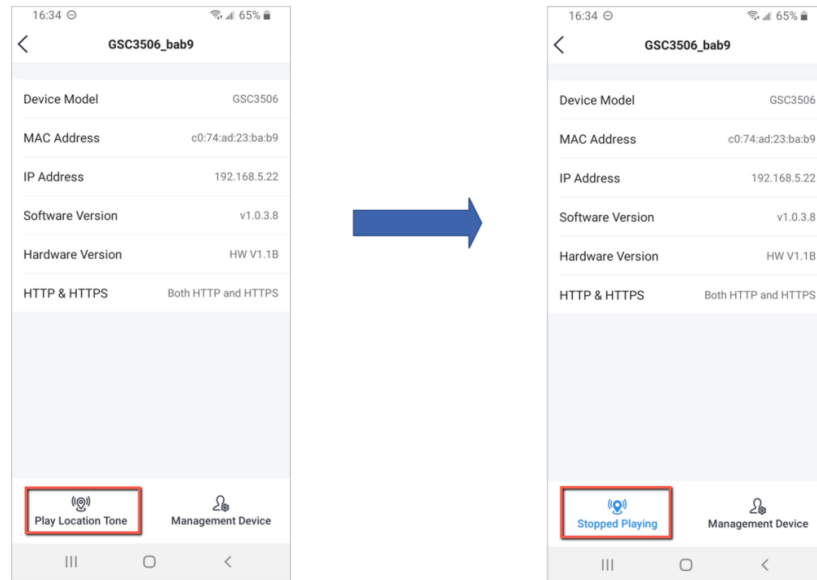 16:34
65%
GSC3506_bab9
Device Model GSC3506
MAC Address c0:74:ad:23:ba:b9
IP Address 192.168.5.22
Software Version v1.0.3.8
Hardware Version HW V1.1B
HTTP & HTTPS Both HTTP and HTTPS
Play Location Tone
Management Device
16:34
65%
GSC3506_bab9
Device Model GSC3506
MAC Address c0:74:ad:23:ba:b9
IP Address 192.168.5.22
Software Version v1.0.3.8
Hardware Version HW V1.1B
HTTP & HTTPS Both HTTP and HTTPS
Stopped Playing
Management Device